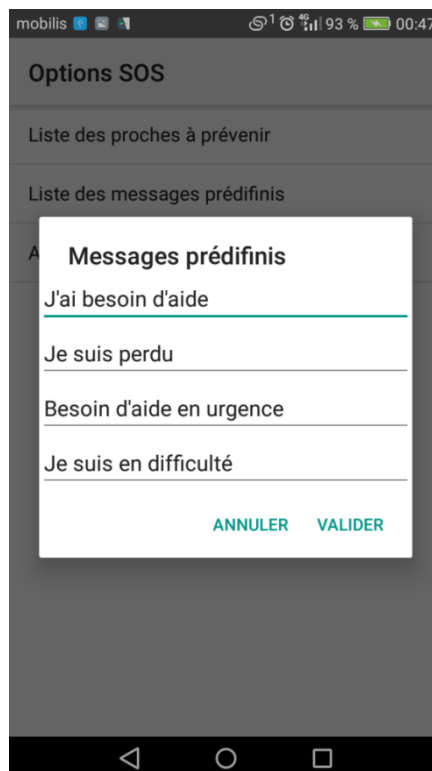 mobilis 4G 93 % 00:47
Options SOS
Liste des proches à prévenir
Liste des messages prédifinis
A
Messages prédifinis
J'ai besoin d'aide
Je suis perdu
Besoin d'aide en urgence
Je suis en difficulté
ANNULER VALIDER